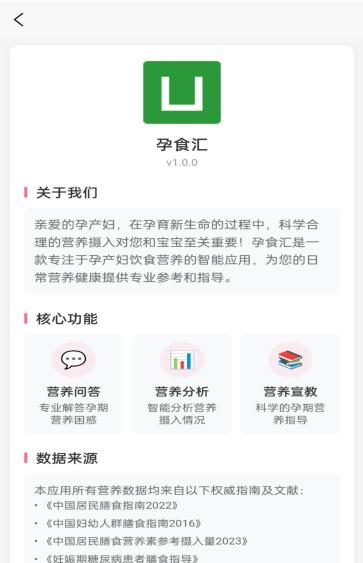 孕食汇
v1.0.0
关于我们
亲爱的孕产妇，在孕育新生命的过程中，科学合
理的营养摄入对您和宝宝至关重要！孕食汇是一
款专注于孕产妇饮食营养的智能应用，为您的日
常营养健康提供专业参考和指导。
核心功能
营养问答
专业解答孕期
营养困惑
营养分析
智能分析营养
摄入情况
营养宣教
科学的孕期营
养指导
数据来源
本应用所有营养数据均来自以下权威指南及文献：
· 《中国居民膳食指南2022》
· 《中国妇幼人群膳食指南2016》
· 《中国居民膳食营养素参考摄入量2023》
· 《妊娠期糖尿病患者膳食指导》